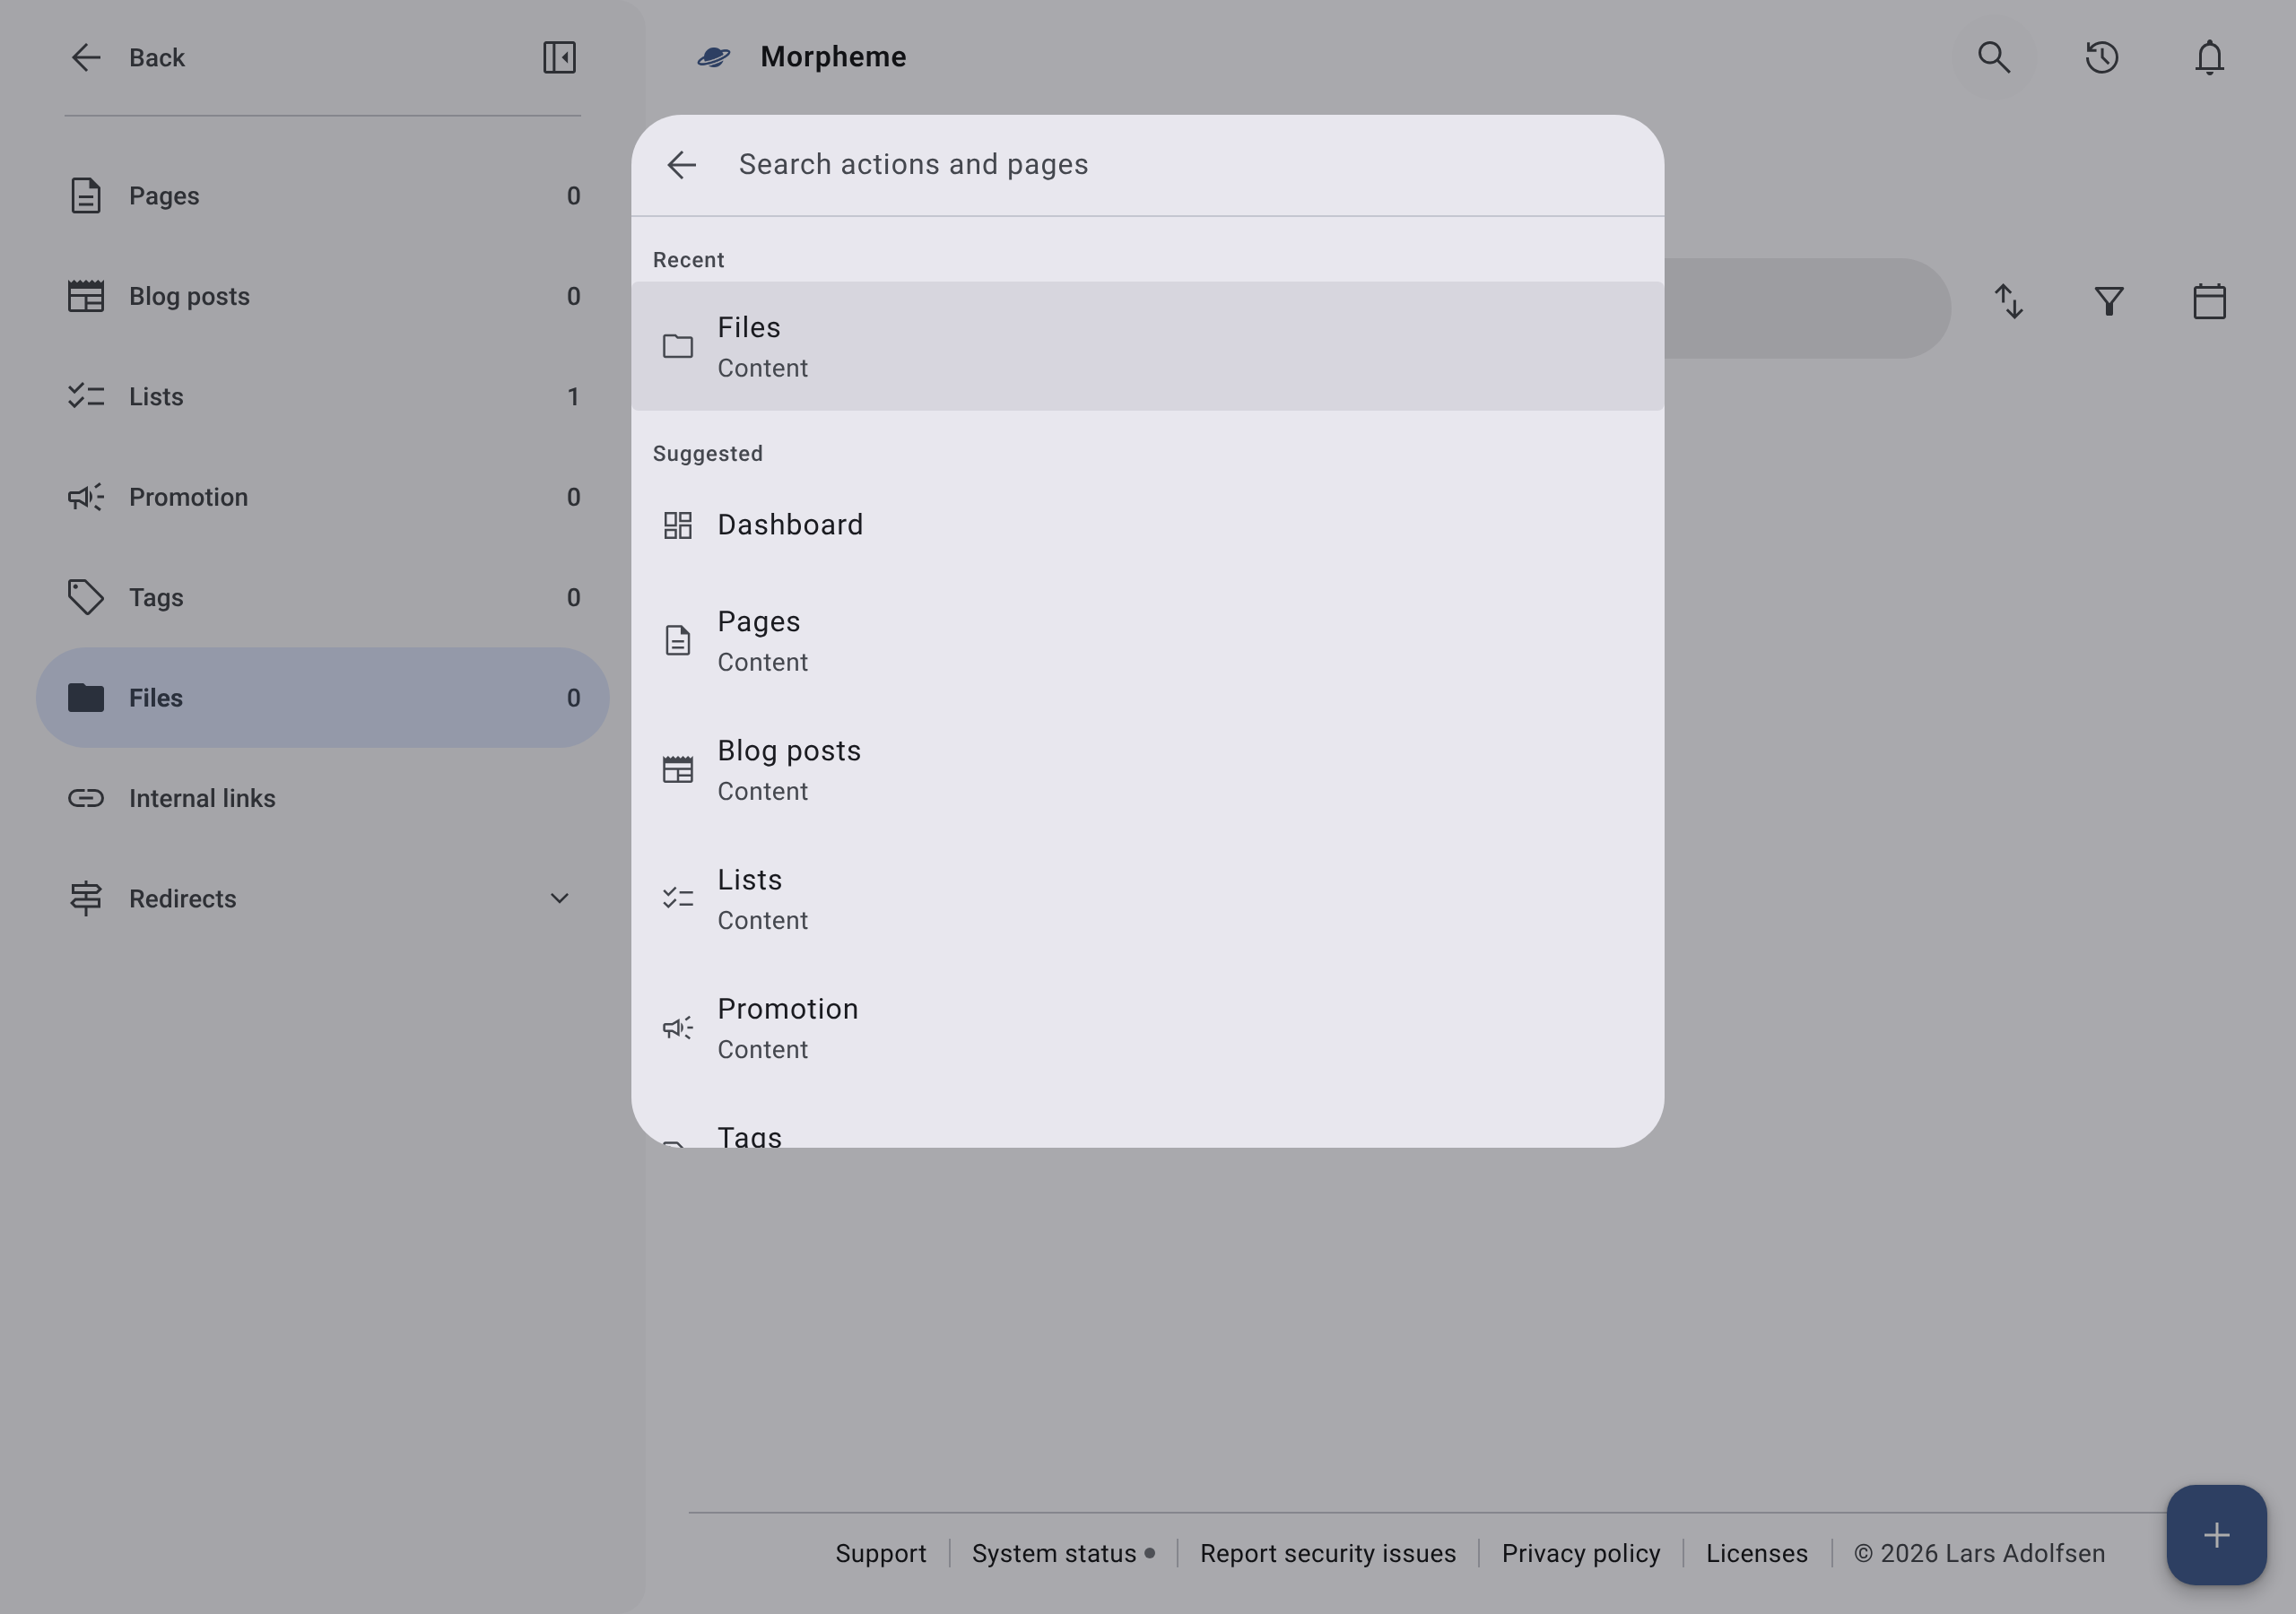 Back
Morpheme
Pages 0
Blog posts 0
Lists 1
Promotion 0
Tags 0
Files 0
Internal links
Redirects
Search actions and pages
Recent
Files
Content
Suggested
Dashboard
Pages
Content
Blog posts
Content
Lists
Content
Promotion
Content
Tags
Support
System status
Report security issues
Privacy policy
Licenses
© 2026 Lars Adolfsen